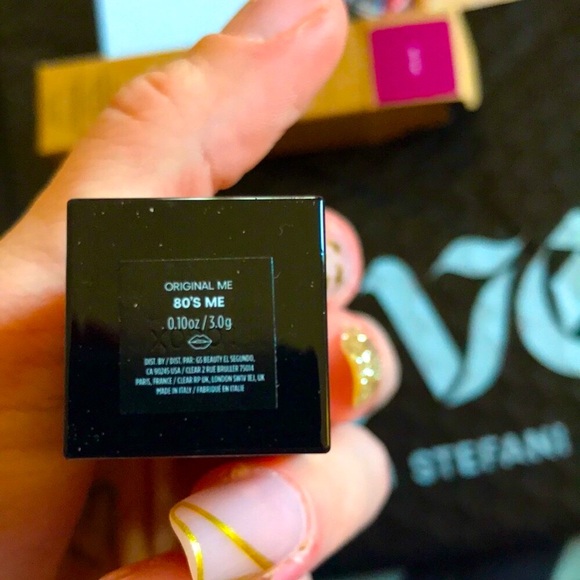 ORIGINAL ME
80'S ME
0.10oz/3.0g
DIST. BY / DIST. PAR: GS BEAUTY EL SEGUNDO,
CA 90245 USA / CLEAR 2 RUE BRULLER 75014
PARIS, FRANCE / CLEAR RP UK, LONDON SW1V 1EJ, UK
MADE IN ITALY / FABRIQUÉ EN ITALIE
STEFANI